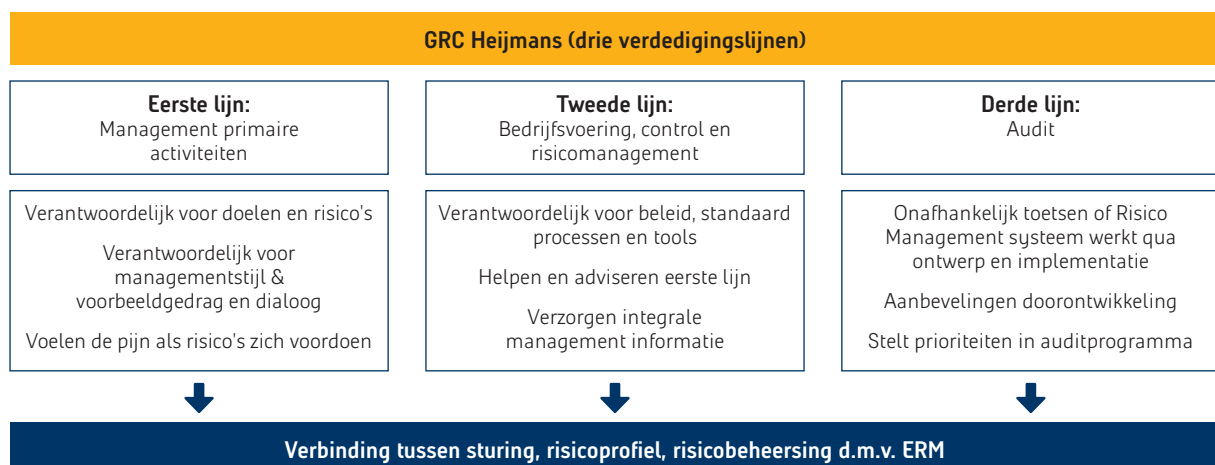 GRC Heijmans (drie verdedigingslijnen)
Eerste lijn:
Management primaire
activiteiten
Verantwoordelijk voor doelen en risico's
Verantwoordelijk voor
managementstijl &
voorbeeldgedrag en dialoog
Voelen de pijn als risico's zich voordoen
Tweede lijn:
Bedrijfsvoering, control en
risicomanagement
Verantwoordelijk voor beleid, standaard
processen en tools
Helpen en adviseren eerste lijn
Verzorgen integrale
management informatie
Derde lijn:
Audit
Onafhankelijk toetsen of Risico
Management systeem werkt qua
ontwerp en implementatie
Aanbevelingen doorontwikkeling
Stelt prioriteiten in auditprogramma
Verbinding tussen sturing, risicoprofiel, risicobeheersing d.m.v. ERM